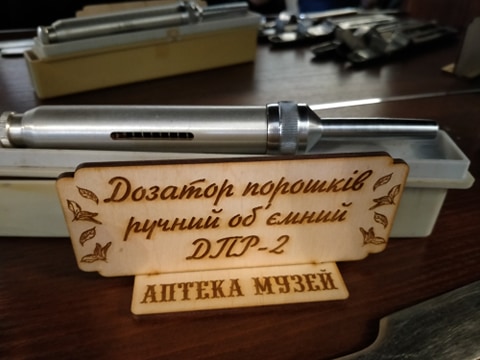 Дозатор порошків
ручний об'ємний
ДПР-2
АПТЕКА МУЗЕЙ